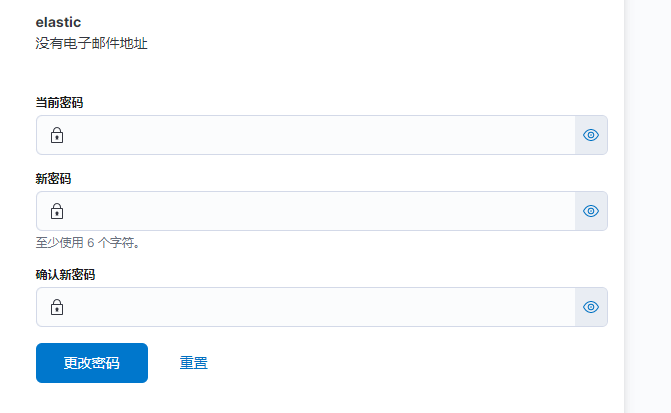 elastic
没有电子邮件地址
当前密码
新密码
至少使用 6 个字符。
确认新密码
更改密码 重置